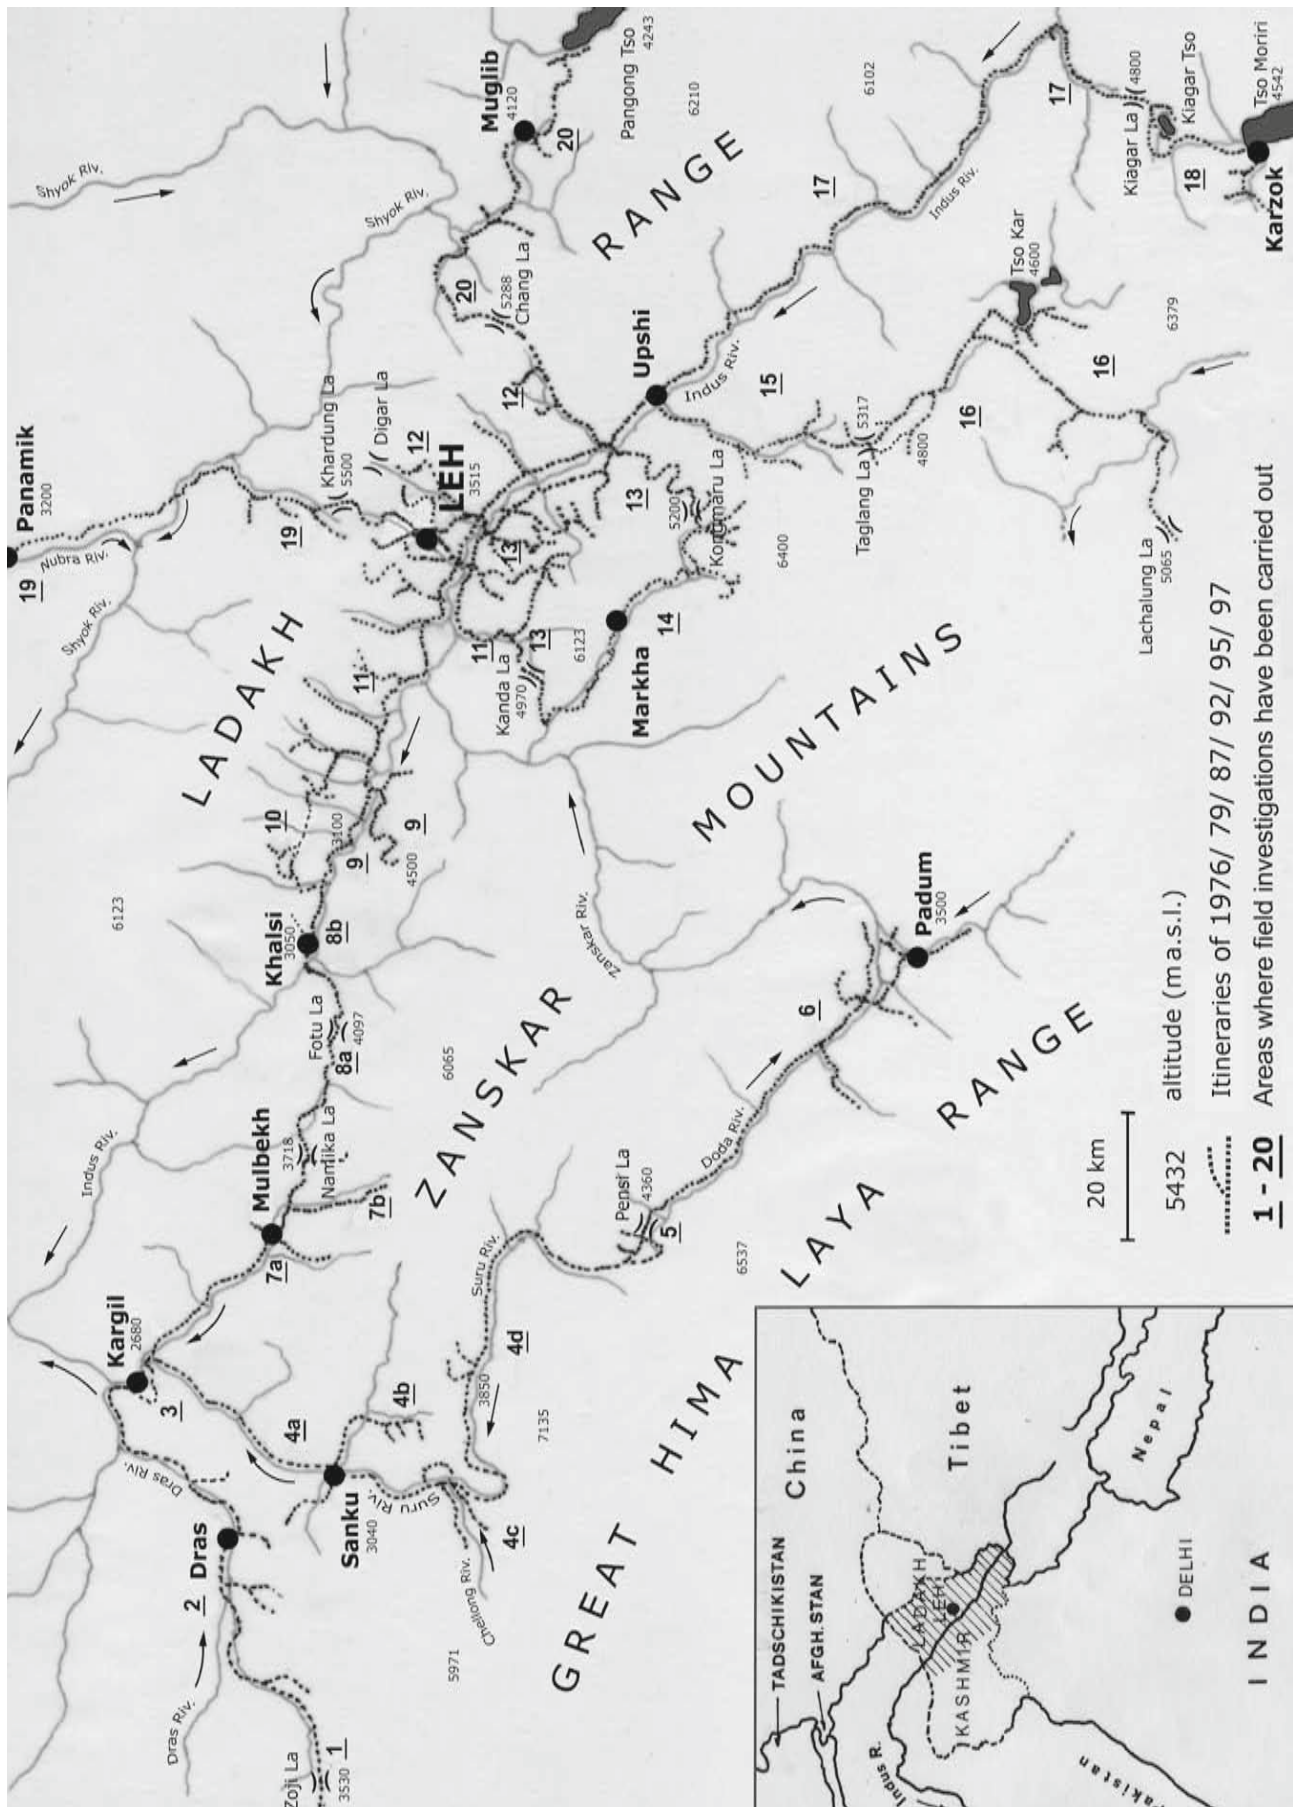 Zoji La
3530
1
Dras Riv.
2
Dras
Dras Riv.
3
Kargil
2680
4a
Sanku
3040
4b
Suru Riv.
4c
Chellong Riv.
5971
3850
4d
7135
Suru Riv.
Indus Riv.
7a
Mulbekh
7b
3718
Namika La
8a
Fotu La
4097
Khalsi
3050
8b
6123
6065
Pensi La
4360
5
6537
Doda Riv.
6
Padum
3500
Zanskar Riv.
9
3100
9
4500
10
11
11
Kanda La
4970
13
6123
Markha
14
13
LEH
3515
12
13
5200
Kongmaru La
6400
Shyok Riv.
Nubra Riv.
19
Panamik
3200
19
Khardung La
5500
Digar La
12
20
5288
Chang La
Shyok Riv.
Shyok Riv.
Muglib
4120
20
Pangong Tso
4243
6210
6102
Upshi
Indus Riv.
15
Taglang La
5317
4800
16
16
Tso Kar
4600
6379
Lachalung La
5065
17
Indus Riv.
17
Kiagar La
4800
Kiagar Tso
18
Tso Moriri
4542
Karzok
LADAKH
RANGE
ZANSKAR
MOUNTAINS
GREAT HIMA LAYA RANGE
20 km
5432 altitude (m a.s.l.)
Itineraries of 1976/ 79/ 87/ 92/ 95/ 97
1 - 20 Areas where field investigations have been carried out
TADSCHIKISTAN
AFGH.STAN
China
Tibet
LADAKH
LEH
KASHMIR
Nepal
DELHI
INDIA
Indus R.
Pakistan